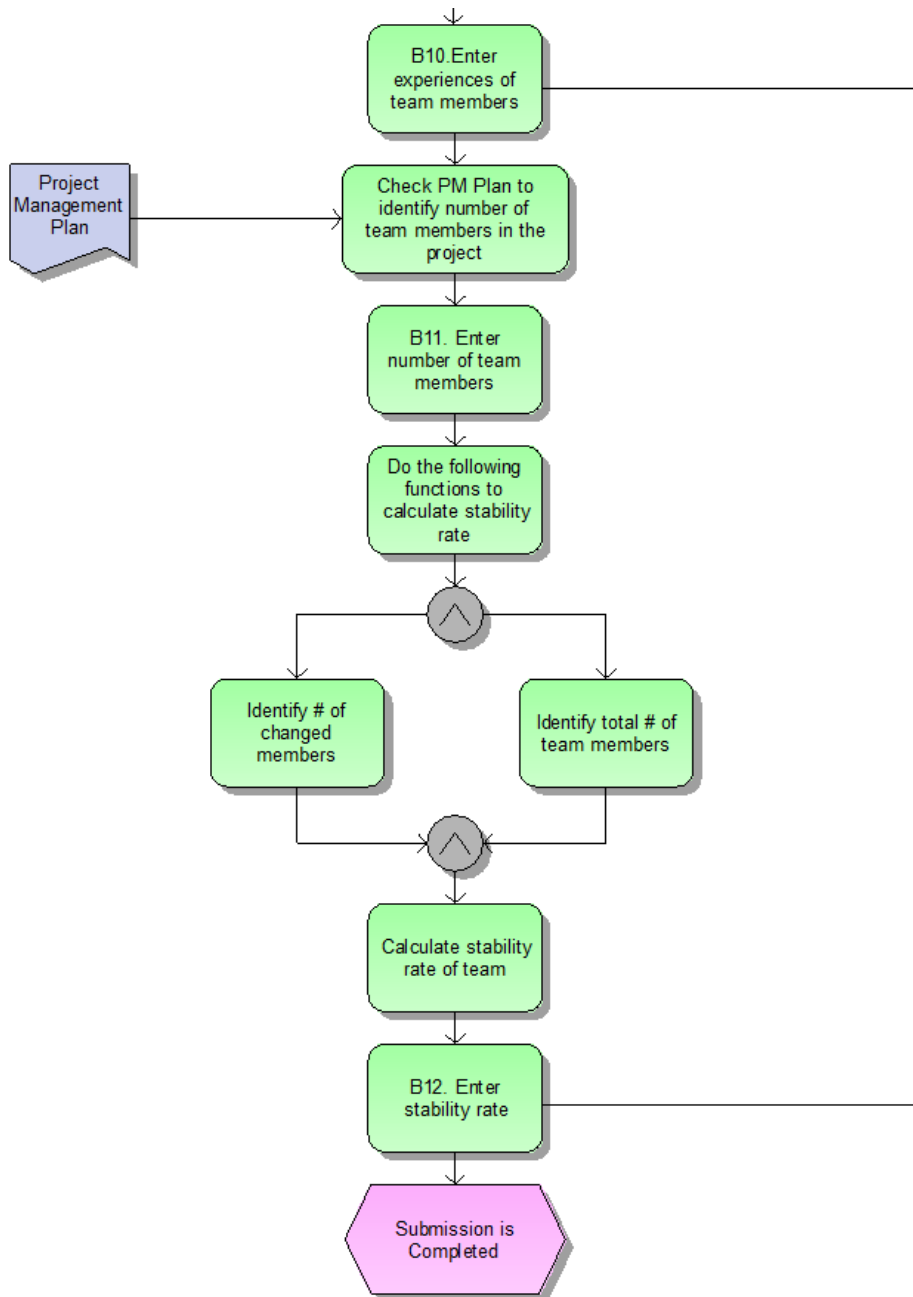 B10.Enter
experiences of
team members
Project
Management
Plan
Check PM Plan to
identify number of
team members in the
project
B11. Enter
number of team
members
Do the following
functions to
calculate stability
rate
Identify # of
changed
members
Identify total # of
team members
Calculate stability
rate of team
B12. Enter
stability rate
Submission is
Completed